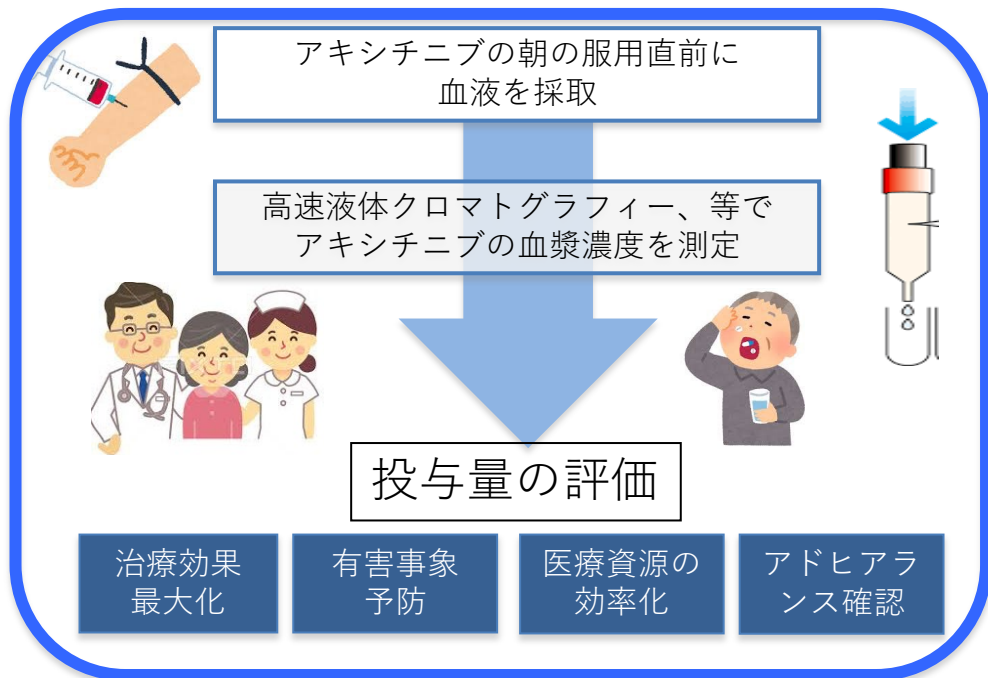 アキシチニブの朝の服用直前に
血液を採取
高速液体クロマトグラフィー、等で
アキシチニブの血漿濃度を測定
投与量の評価
治療効果
最大化
有害事象
予防
医療資源の
効率化
アドヒアラ
ンス確認